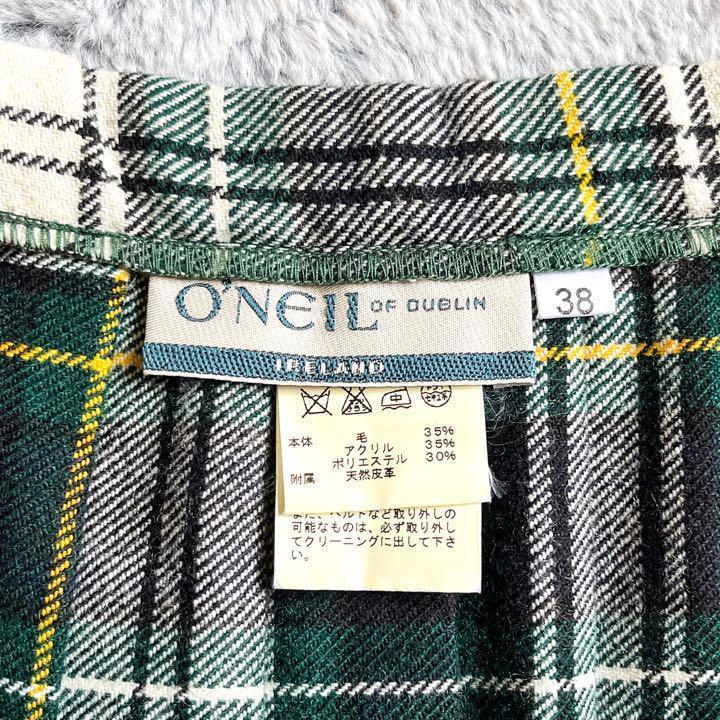 O'NEIL OF DUBLIN
IRELAND
38
中
本体 毛 35%
アクリル 35%
ポリエステル 30%
附属 天然皮革
また、ベルトなど取り外しの
可能なものは、必ず取り外し
てクリーニングに出して下さ
い。